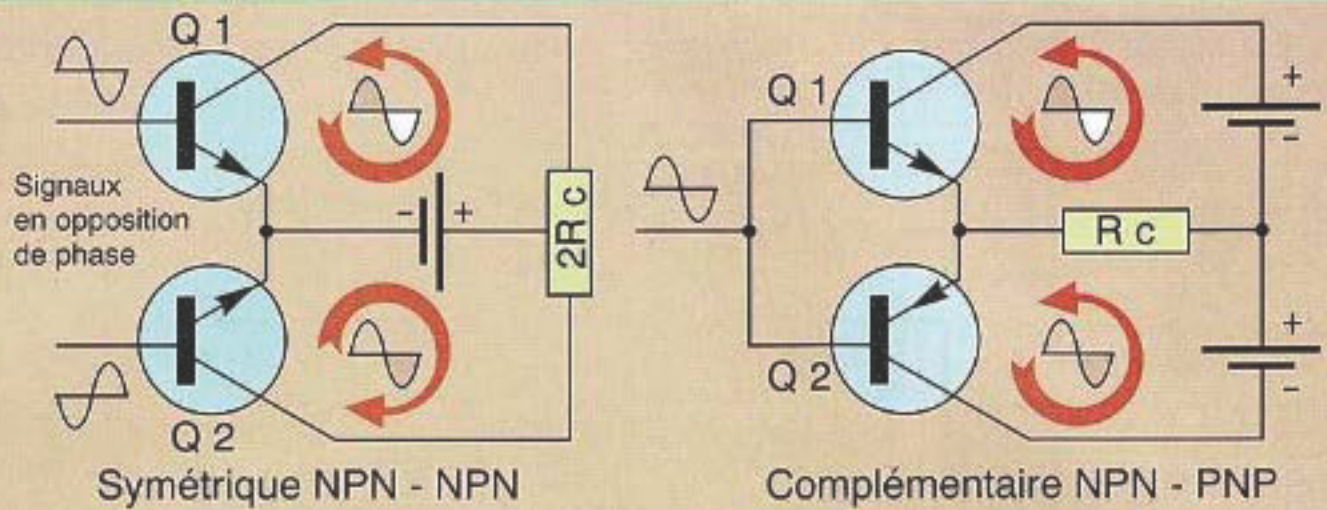 Q 1
Signaux
en opposition
de phase
- +
2R c
Q 2
Symétrique NPN - NPN
Q 1
+
-
R c
+
-
Q 2
Complémentaire NPN - PNP